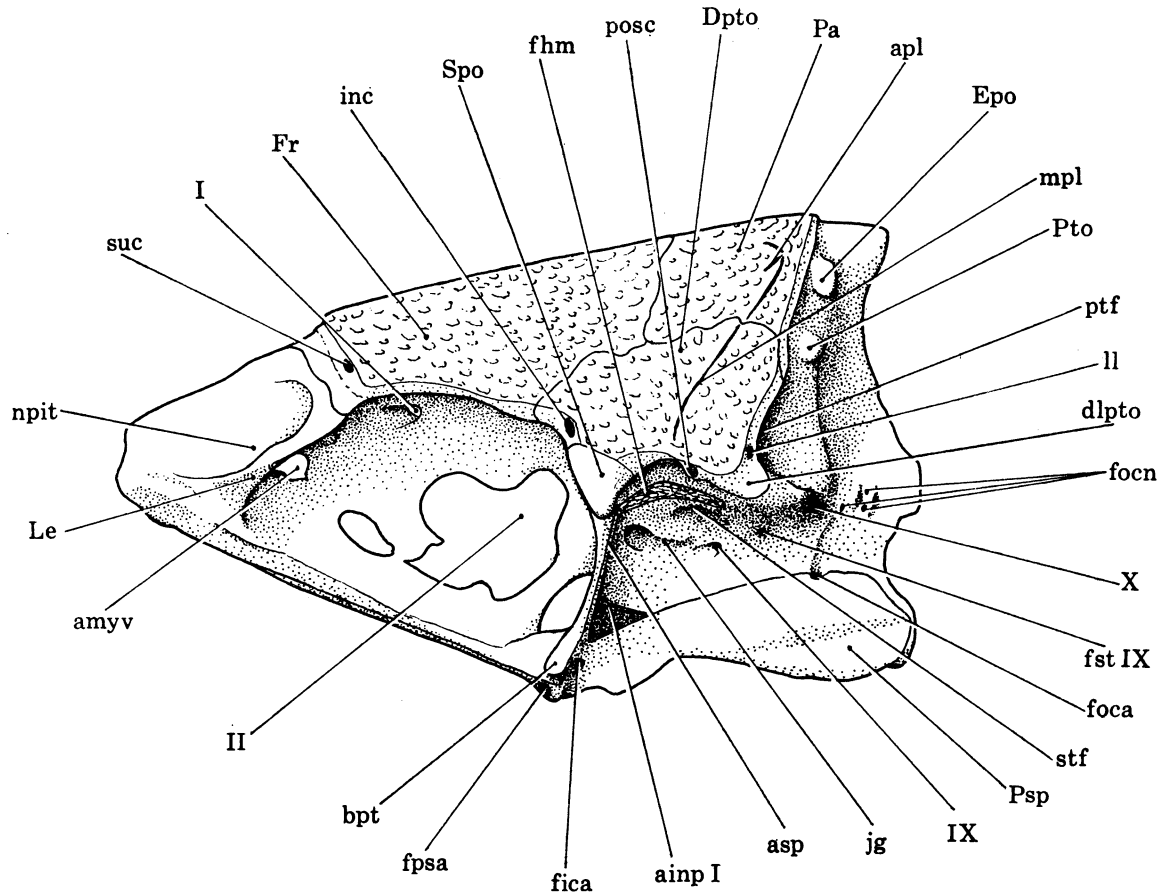 Dpto
posc
Pa
fhm
apl
Spo
Epo
inc
Fr
mpl
I
Pto
suc
ptf
ll
npit
dlpto
focn
Le
X
amyv
fst IX
foca
II
stf
Psp
bpt
IX
asp
jg
fpsa
ainp I
fica